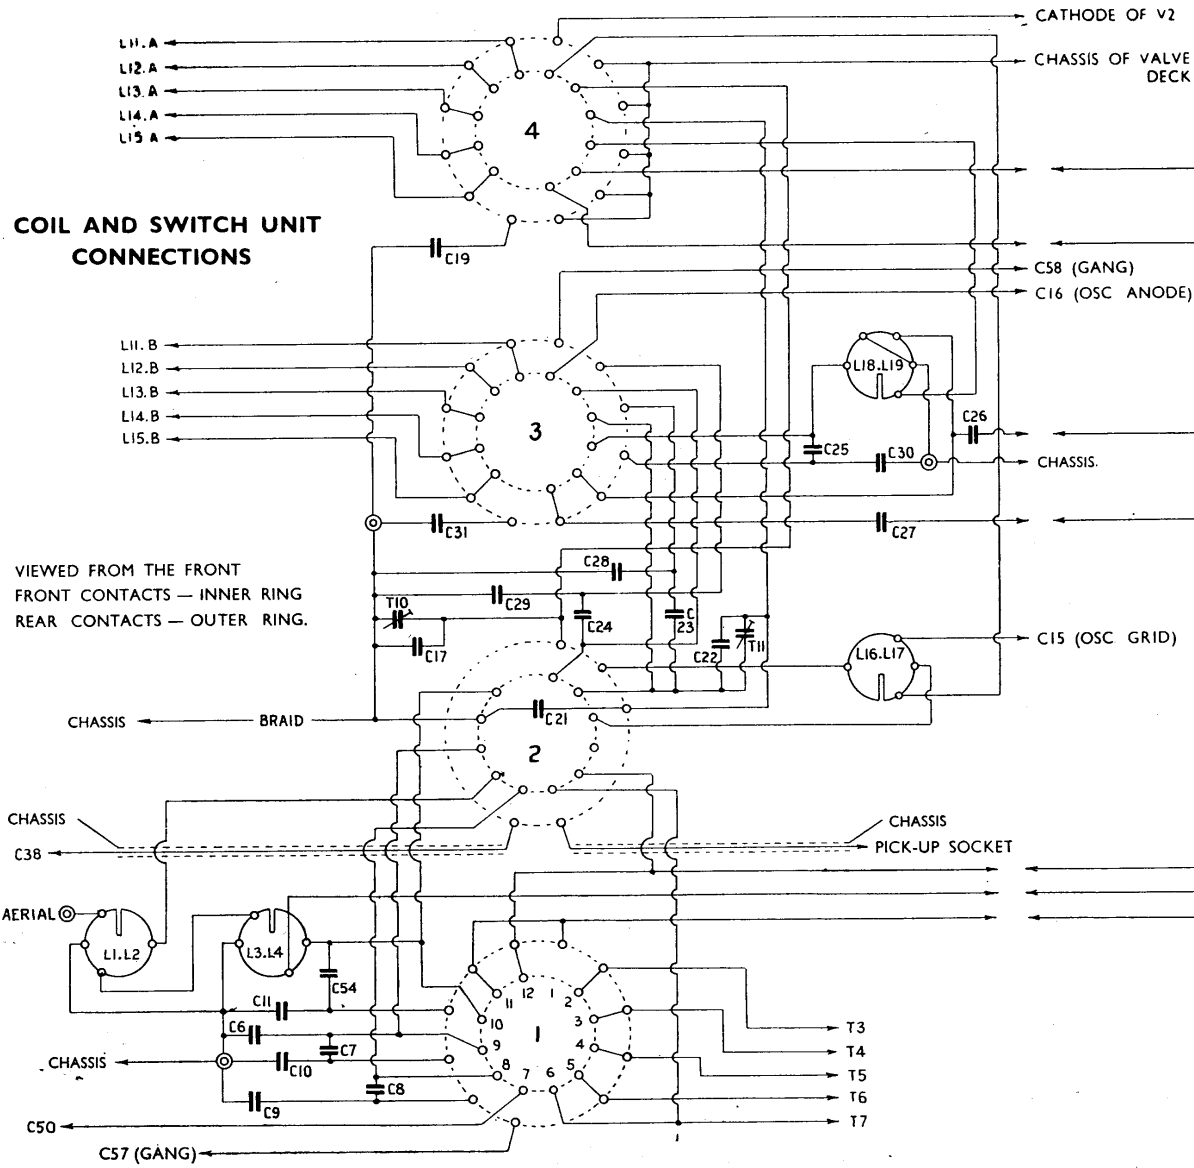 CATHODE OF V2
L11.A
L12.A
CHASSIS OF VALVE
DECK
L13.A
L14.A
L15 A
4
COIL AND SWITCH UNIT
CONNECTIONS
C19
C58 (GANG)
C16 (OSC ANODE)
L11.B
L12.B
L13.B
L14.B
L15.B
3
L18.L19
C26
C25
C30
CHASSIS.
C31
C27
VIEWED FROM THE FRONT
FRONT CONTACTS — INNER RING
REAR CONTACTS — OUTER RING.
C28
C29
T10
C24
C
23
C17
C22
T11
L16.L17
C15 (OSC GRID)
CHASSIS
BRAID
C21
2
CHASSIS
CHASSIS
C38
PICK-UP SOCKET
AERIAL
L1.L2
L3.L4
C54
C11
C6
C7
CHASSIS
C10
C8
C9
11
12
1
2
10
3
9
4
8
7
6
5
1
T3
T4
T5
T6
T7
C50
C57 (GANG)